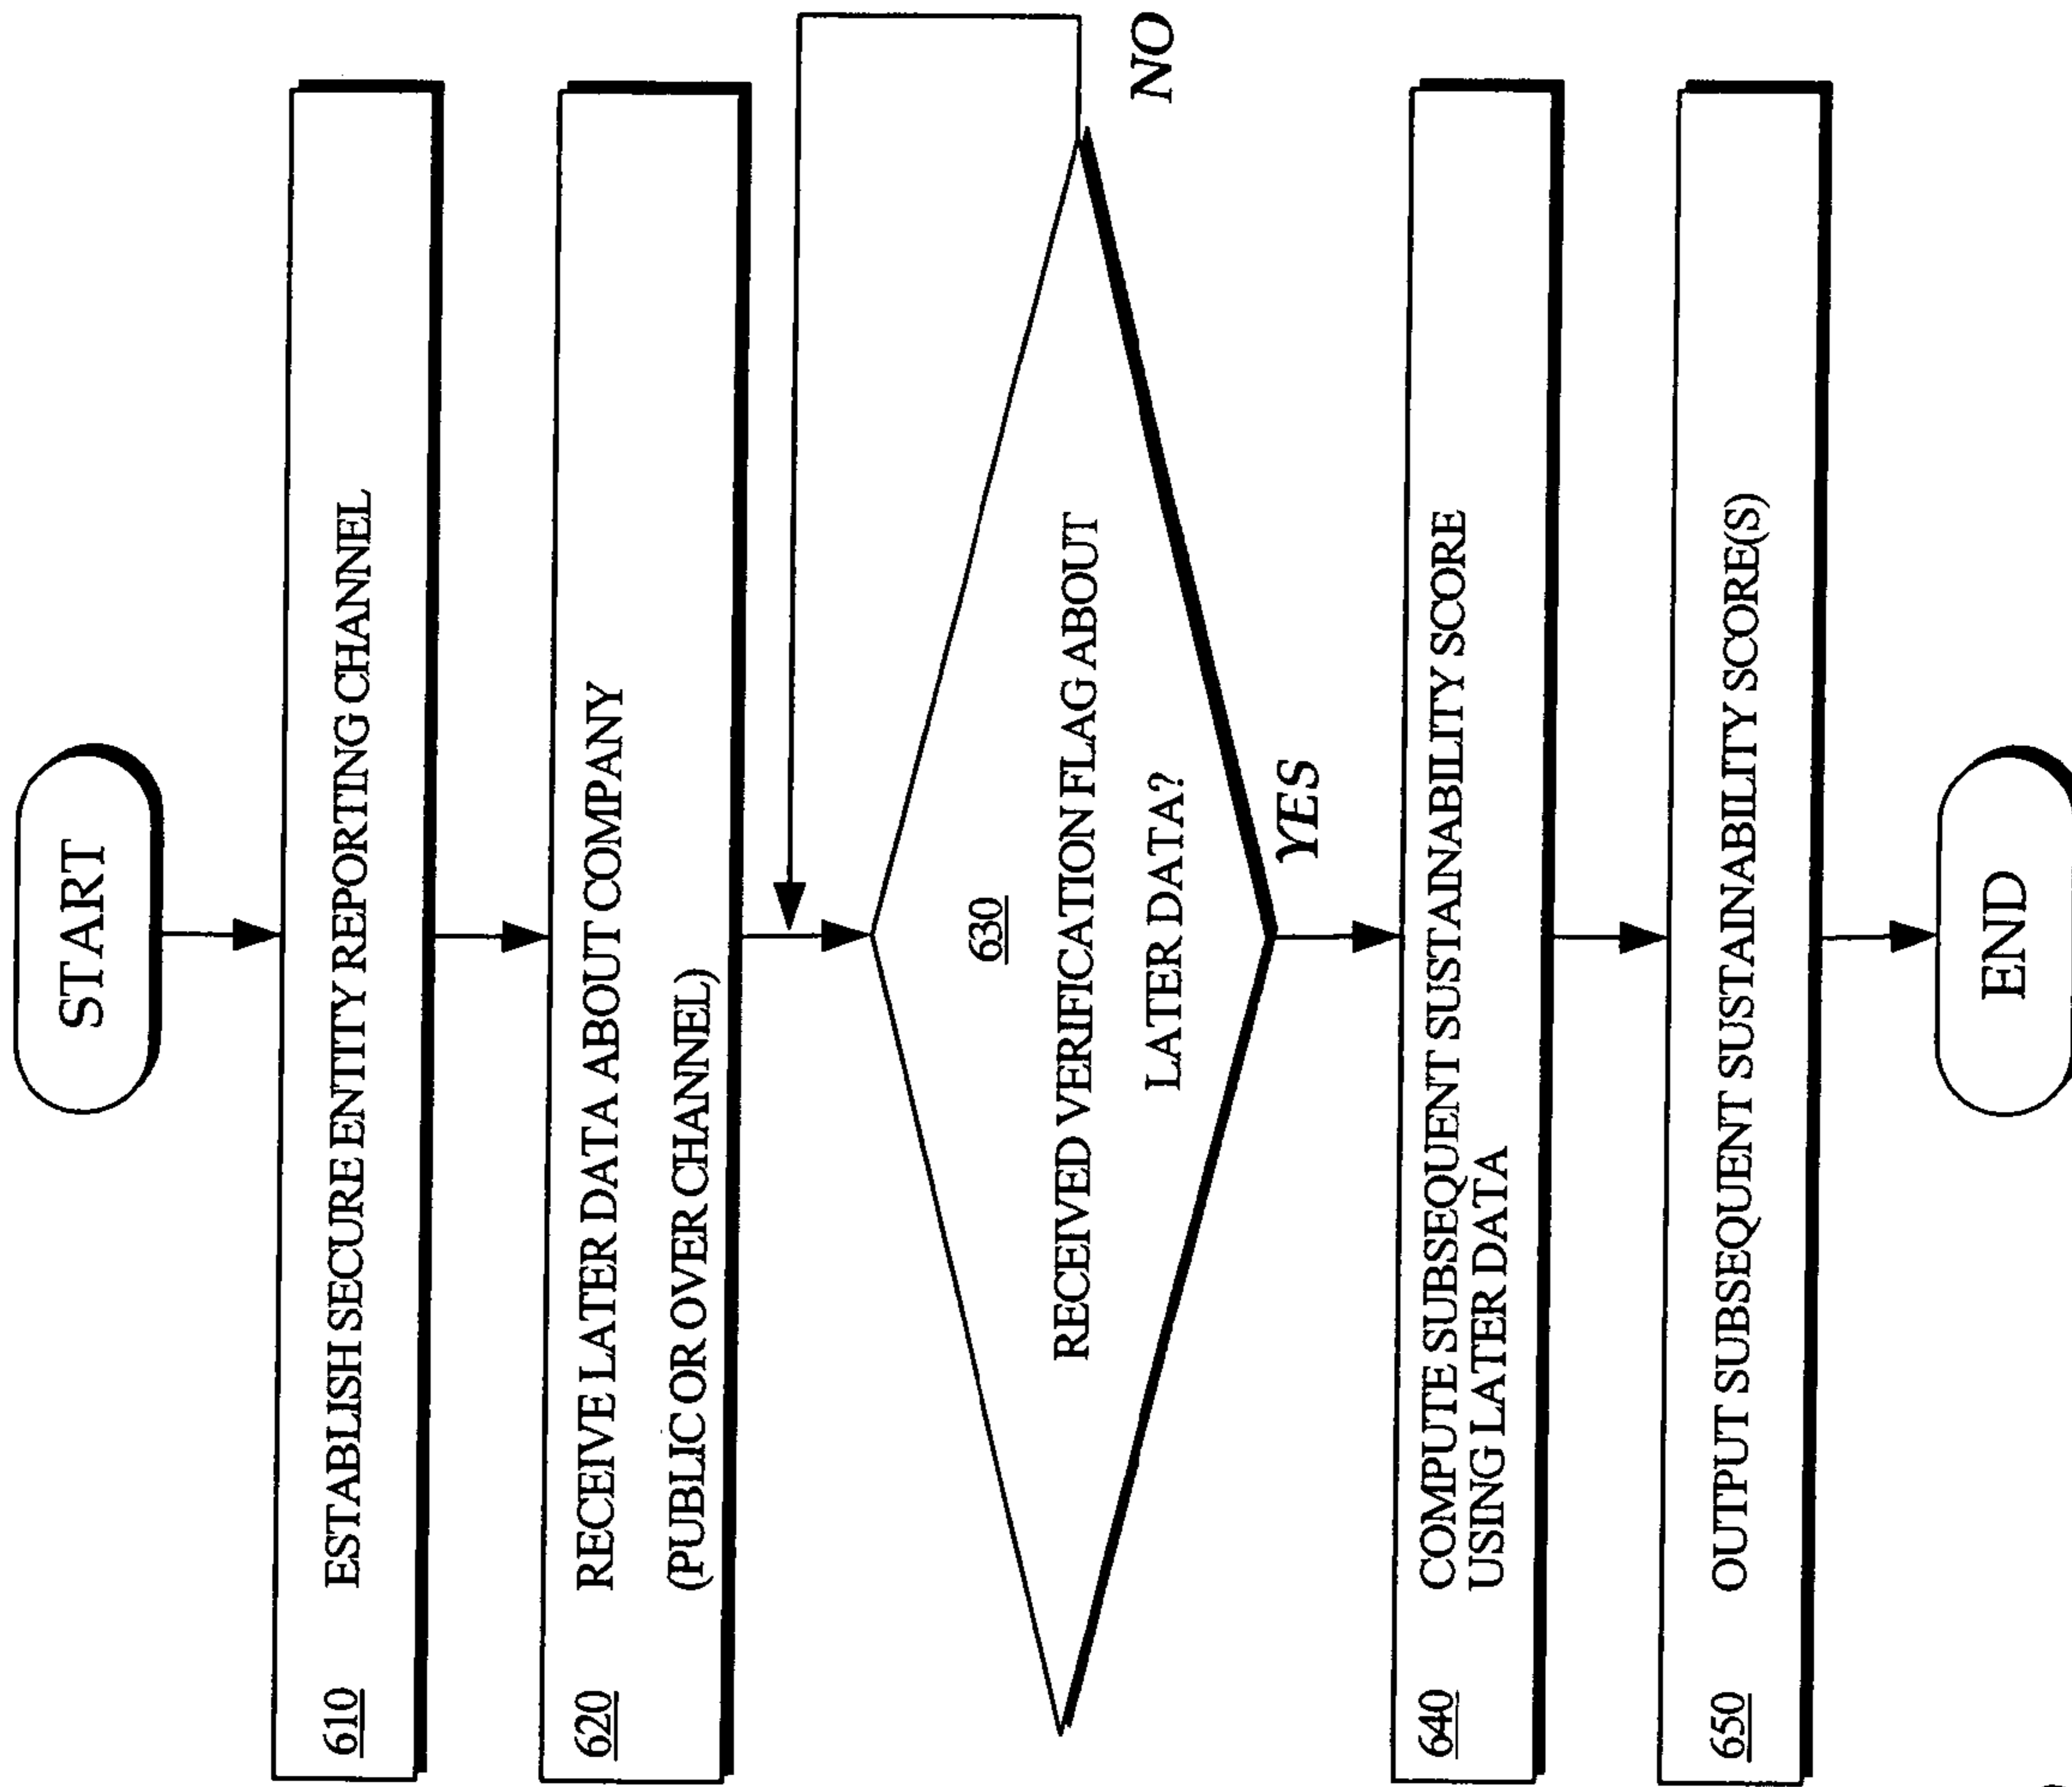 START
610 ESTABLISH SECURE ENTITY REPORTING CHANNEL
620 RECEIVE LATER DATA ABOUT COMPANY
(PUBLIC OR OVER CHANNEL)
630
RECEIVED VERIFICATION FLAG ABOUT
LATER DATA?
NO
YES
640 COMPUTE SUBSEQUENT SUSTAINABILITY SCORE
USING LATER DATA
650 OUTPUT SUBSEQUENT SUSTAINABILITY SCORE(S)
END